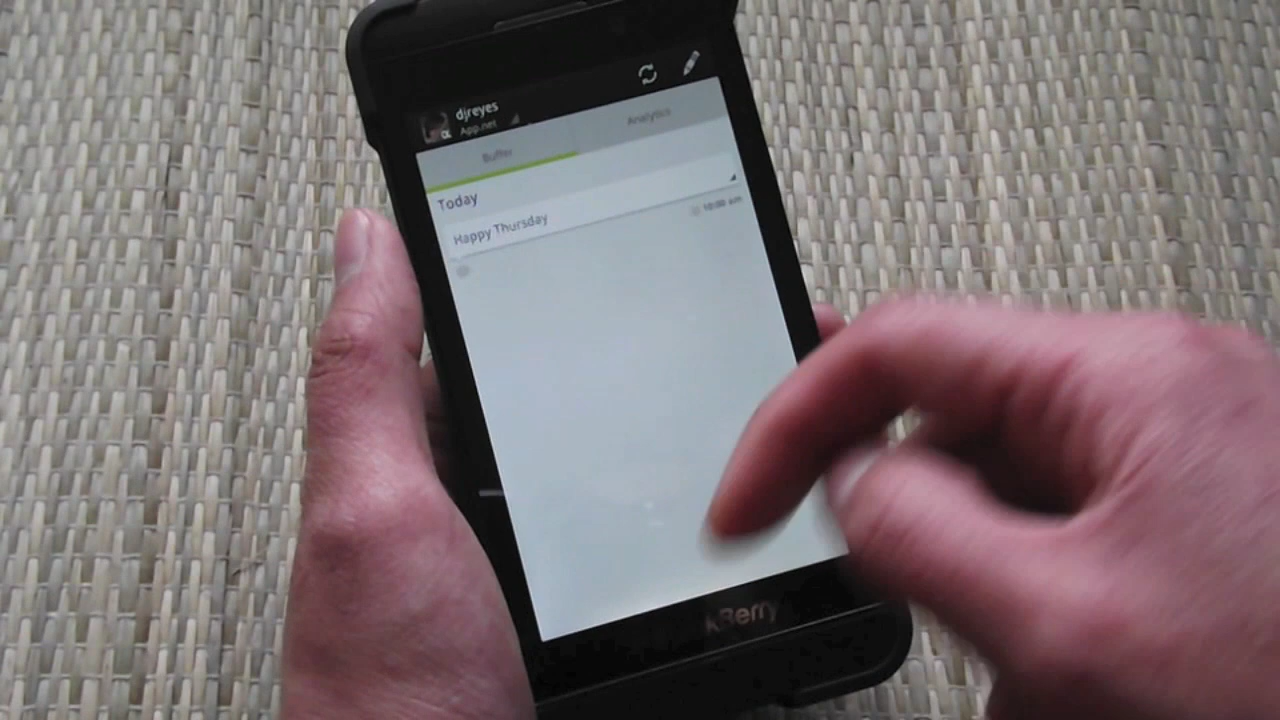 djreyes
App.net
Buffer
Analytics
Today
Happy Thursday
10:00 am
kBerry